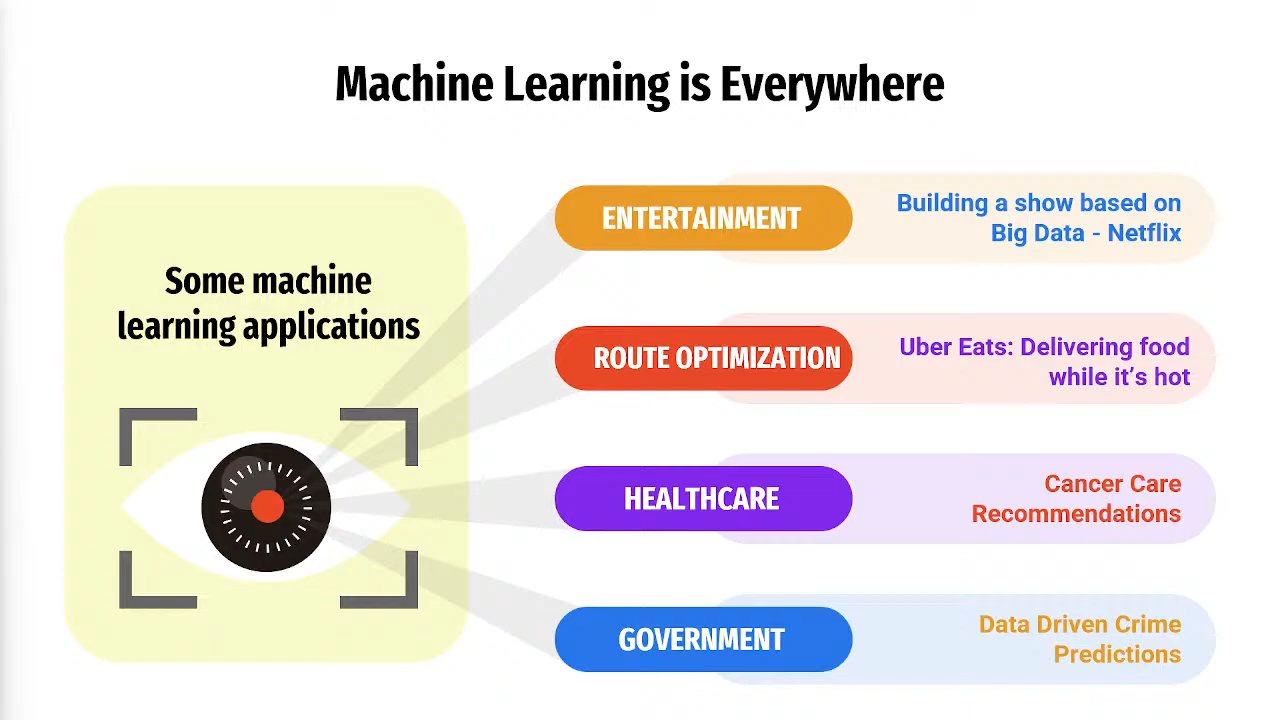 Machine Learning is Everywhere
Some machine
learning applications
ENTERTAINMENT
Building a show based on
Big Data - Netflix
ROUTE OPTIMIZATION
Uber Eats: Delivering food
while it’s hot
HEALTHCARE
Cancer Care
Recommendations
GOVERNMENT
Data Driven Crime
Predictions